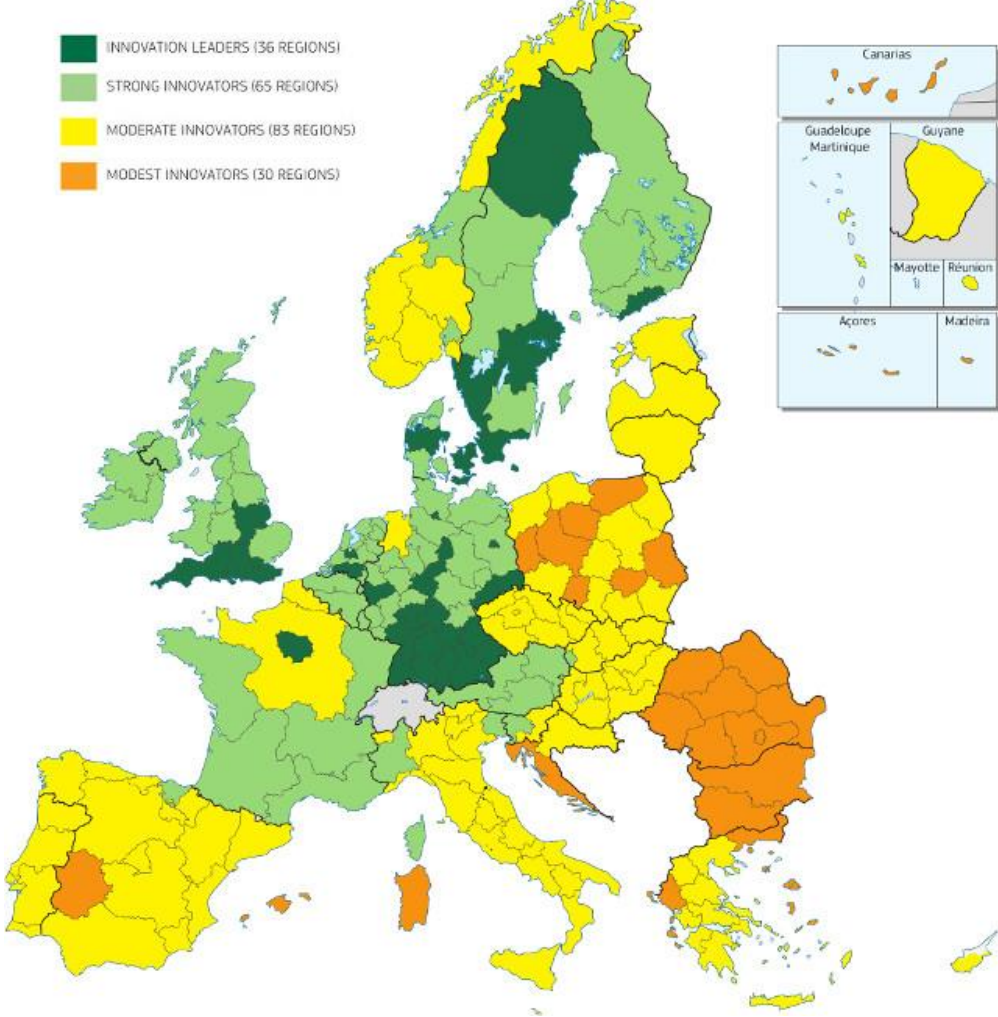 INNOVATION LEADERS (36 REGIONS)
STRONG INNOVATORS (65 REGIONS)
MODERATE INNOVATORS (83 REGIONS)
MODEST INNOVATORS (30 REGIONS)
Canarias
Guadeloupe
Martinique
Guyane
Mayotte
Réunion
Açores
Madeira